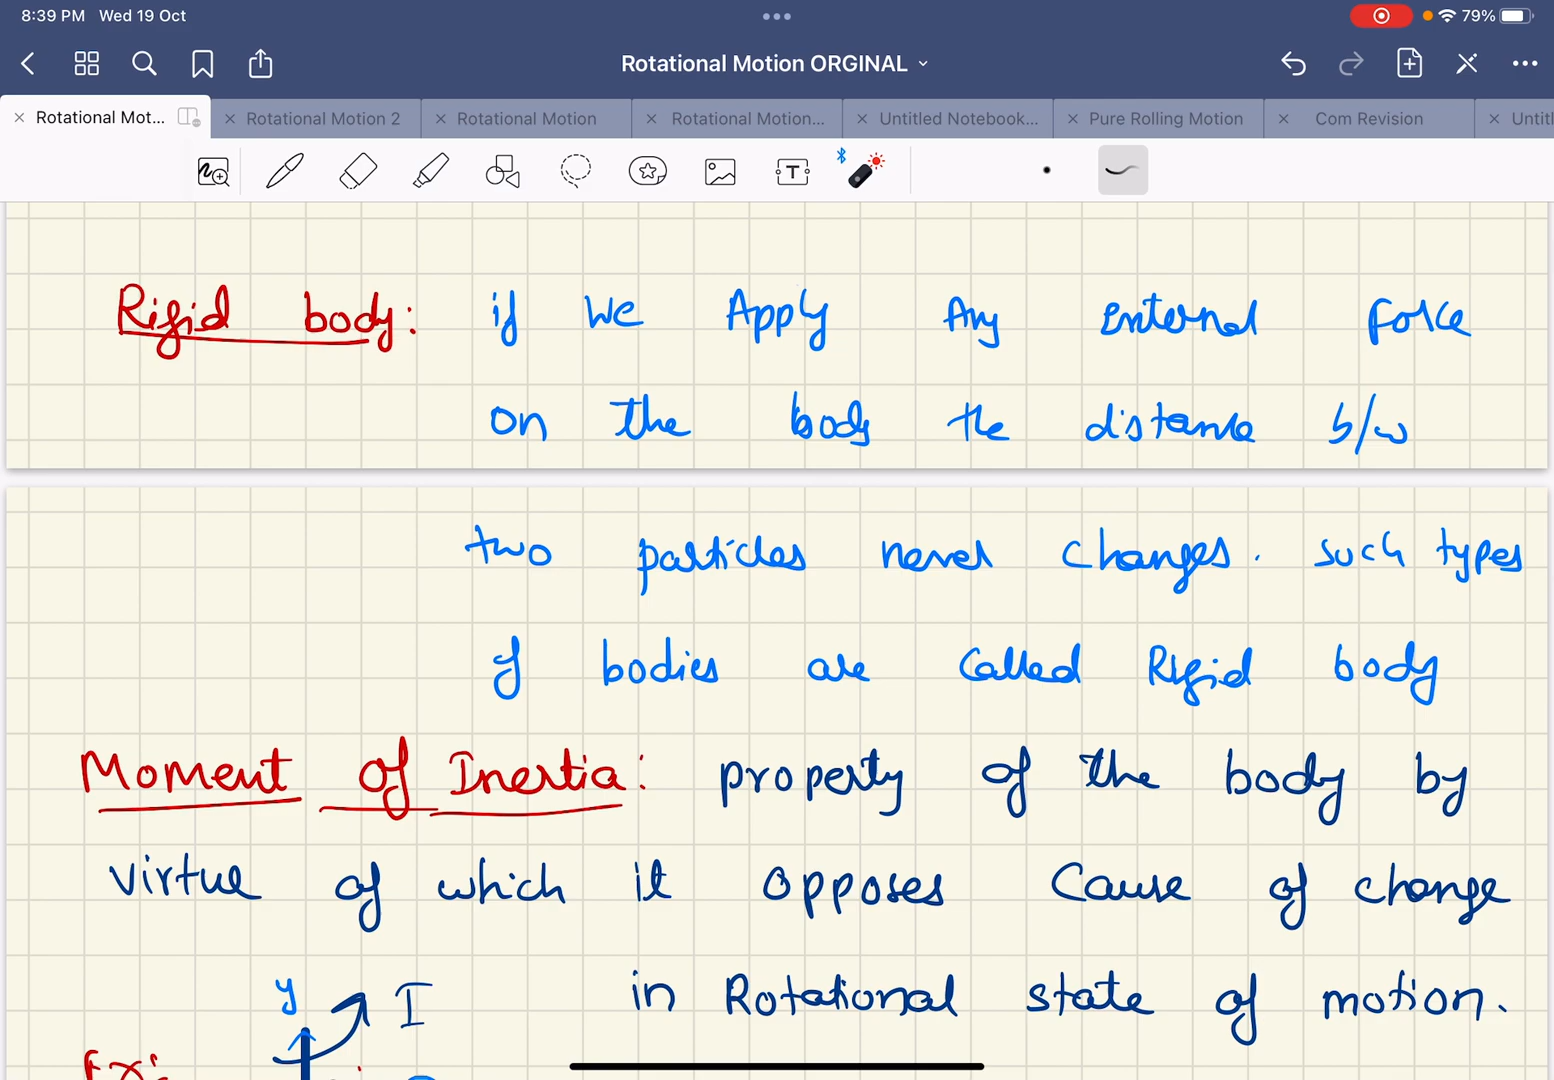 8:39 PM Wed 19 Oct
79%
Rotational Motion ORGINAL
Rotational Mot...
Rotational Motion 2
Rotational Motion
Rotational Motion...
Untitled Notebook...
Pure Rolling Motion
Com Revision
Untitl
T
Rigid body: if we Apply Any External Force
on the body the distance b/w
two particles never changes. such types
of bodies are called Rigid body
Moment of Inertia: property of the body by
virtue of which it opposes Cause of change
y I in Rotational state of motion.
Ex: